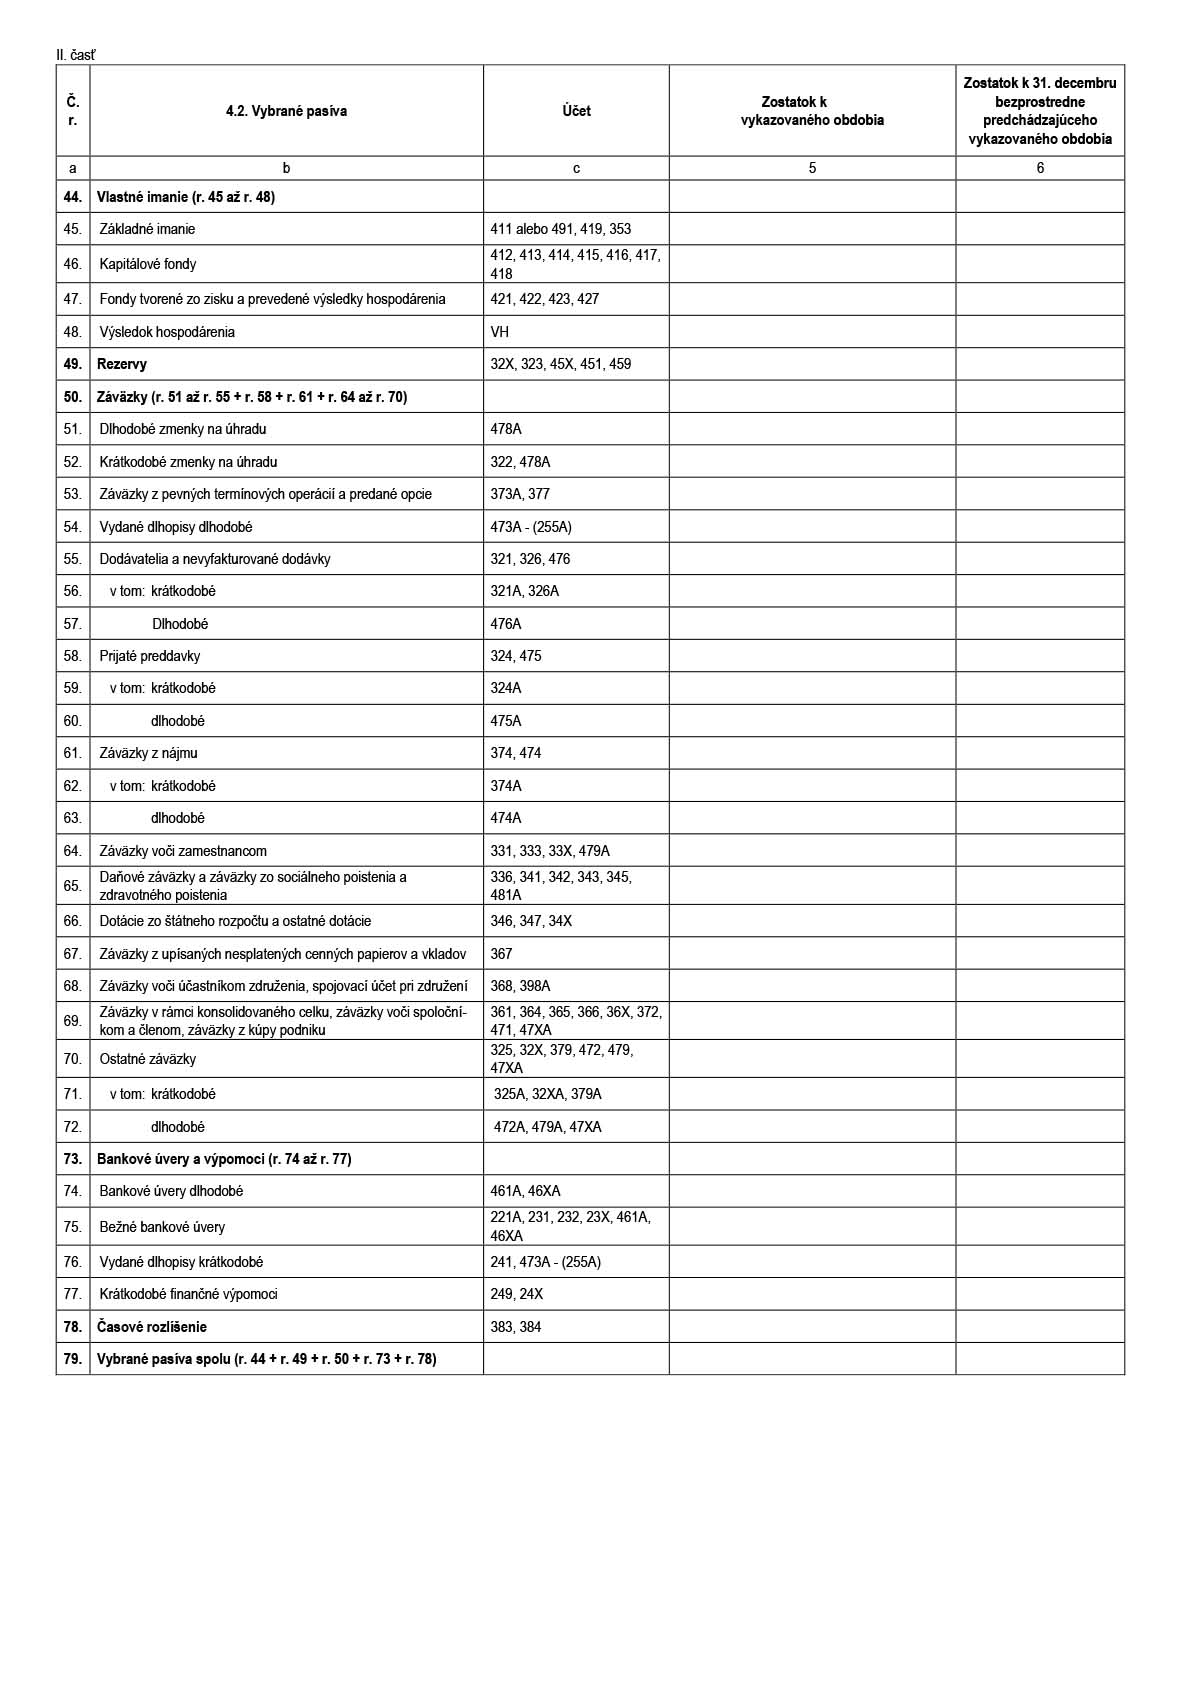 II. časť
Č.
r.
4.2. Vybrané pasíva
Účet
Zostatok k
vykazovaného obdobia
Zostatok k 31. decembru
bezprostredne
predchádzajúceho
vykazovaného obdobia
a b c 5 6
44. Vlastné imanie (r. 45 až r. 48)
45. Základné imanie 411 alebo 491, 419, 353
46. Kapitálové fondy 412, 413, 414, 415, 416, 417,
418
47. Fondy tvorené zo zisku a prevedené výsledky hospodárenia 421, 422, 423, 427
48. Výsledok hospodárenia VH
49. Rezervy 32X, 323, 45X, 451, 459
50. Záväzky (r. 51 až r. 55 + r. 58 + r. 61 + r. 64 až r. 70)
51. Dlhodobé zmenky na úhradu 478A
52. Krátkodobé zmenky na úhradu 322, 478A
53. Záväzky z pevných termínových operácií a predané opcie 373A, 377
54. Vydané dlhopisy dlhodobé 473A - (255A)
55. Dodávatelia a nevyfakturované dodávky 321, 326, 476
56. v tom: krátkodobé 321A, 326A
57. Dlhodobé 476A
58. Prijaté preddavky 324, 475
59. v tom: krátkodobé 324A
60. dlhodobé 475A
61. Záväzky z nájmu 374, 474
62. v tom: krátkodobé 374A
63. dlhodobé 474A
64. Záväzky voči zamestnancom 331, 333, 33X, 479A
65. Daňové záväzky a záväzky zo sociálneho poistenia a
zdravotného poistenia
336, 341, 342, 343, 345,
481A
66. Dotácie zo štátneho rozpočtu a ostatné dotácie 346, 347, 34X
67. Záväzky z upísaných nesplatených cenných papierov a vkladov 367
68. Záväzky voči účastníkom združenia, spojovací účet pri združení 368, 398A
69. Záväzky v rámci konsolidovaného celku, záväzky voči spoloční-
kom a členom, záväzky z kúpy podniku
361, 364, 365, 366, 36X, 372,
471, 47XA
70. Ostatné záväzky 325, 32X, 379, 472, 479,
47XA
71. v tom: krátkodobé 325A, 32XA, 379A
72. dlhodobé 472A, 479A, 47XA
73. Bankové úvery a výpomoci (r. 74 až r. 77)
74. Bankové úvery dlhodobé 461A, 46XA
75. Bežné bankové úvery 221A, 231, 232, 23X, 461A,
46XA
76. Vydané dlhopisy krátkodobé 241, 473A - (255A)
77. Krátkodobé finančné výpomoci 249, 24X
78. Časové rozlíšenie 383, 384
79. Vybrané pasíva spolu (r. 44 + r. 49 + r. 50 + r. 73 + r. 78)